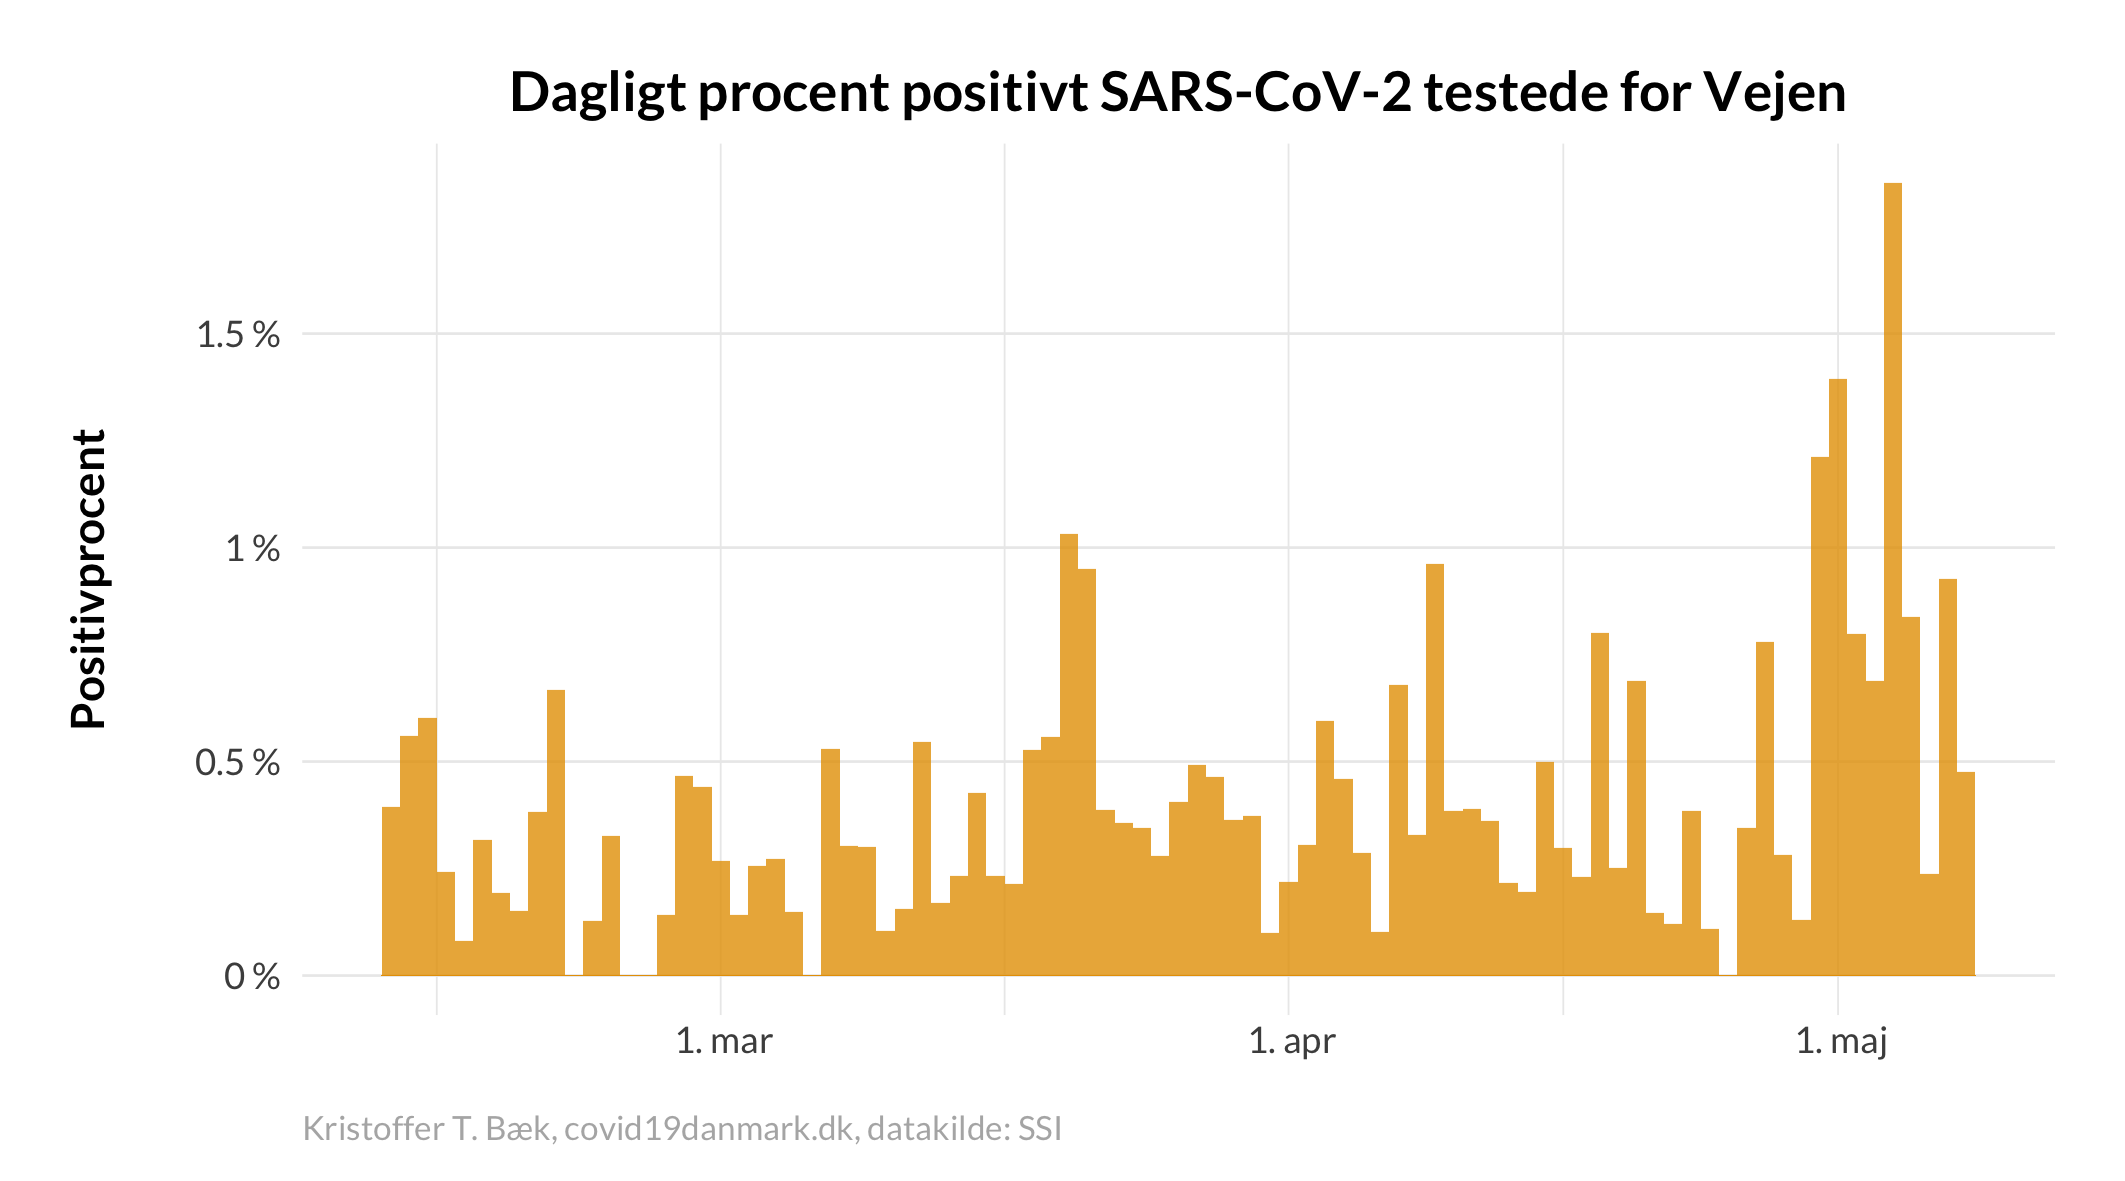 Dagligt procent positivt SARS-CoV-2 testede for Vejen
Positivprocent
1.5 %
1 %
0.5 %
0 %
1. mar
1. apr
1. maj
Kristoffer T. Bæk, covid19danmark.dk, datakilde: SSI